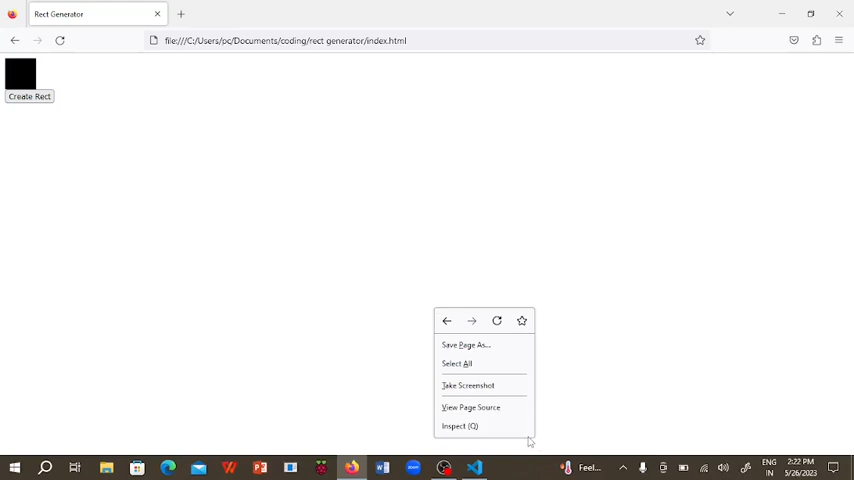 Rect Generator
file:///C:/Users/pc/Documents/coding/rect generator/index.html
Create Rect
Save Page As...
Select All
Take Screenshot
View Page Source
Inspect (Q)
Feel...
ENG
IN
2:22 PM
5/26/2023